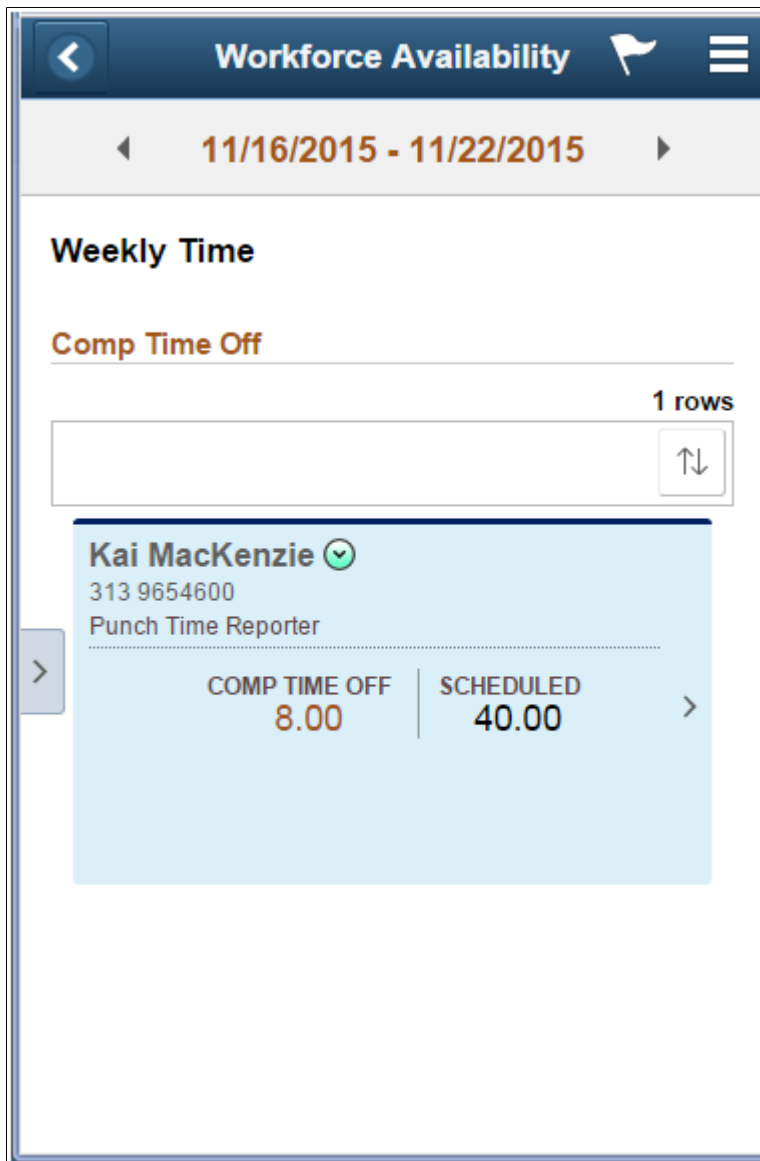 Workforce Availability
11/16/2015 - 11/22/2015
Weekly Time
Comp Time Off
1 rows
Kai MacKenzie
313 9654600
Punch Time Reporter
COMP TIME OFF SCHEDULED
8.00 40.00